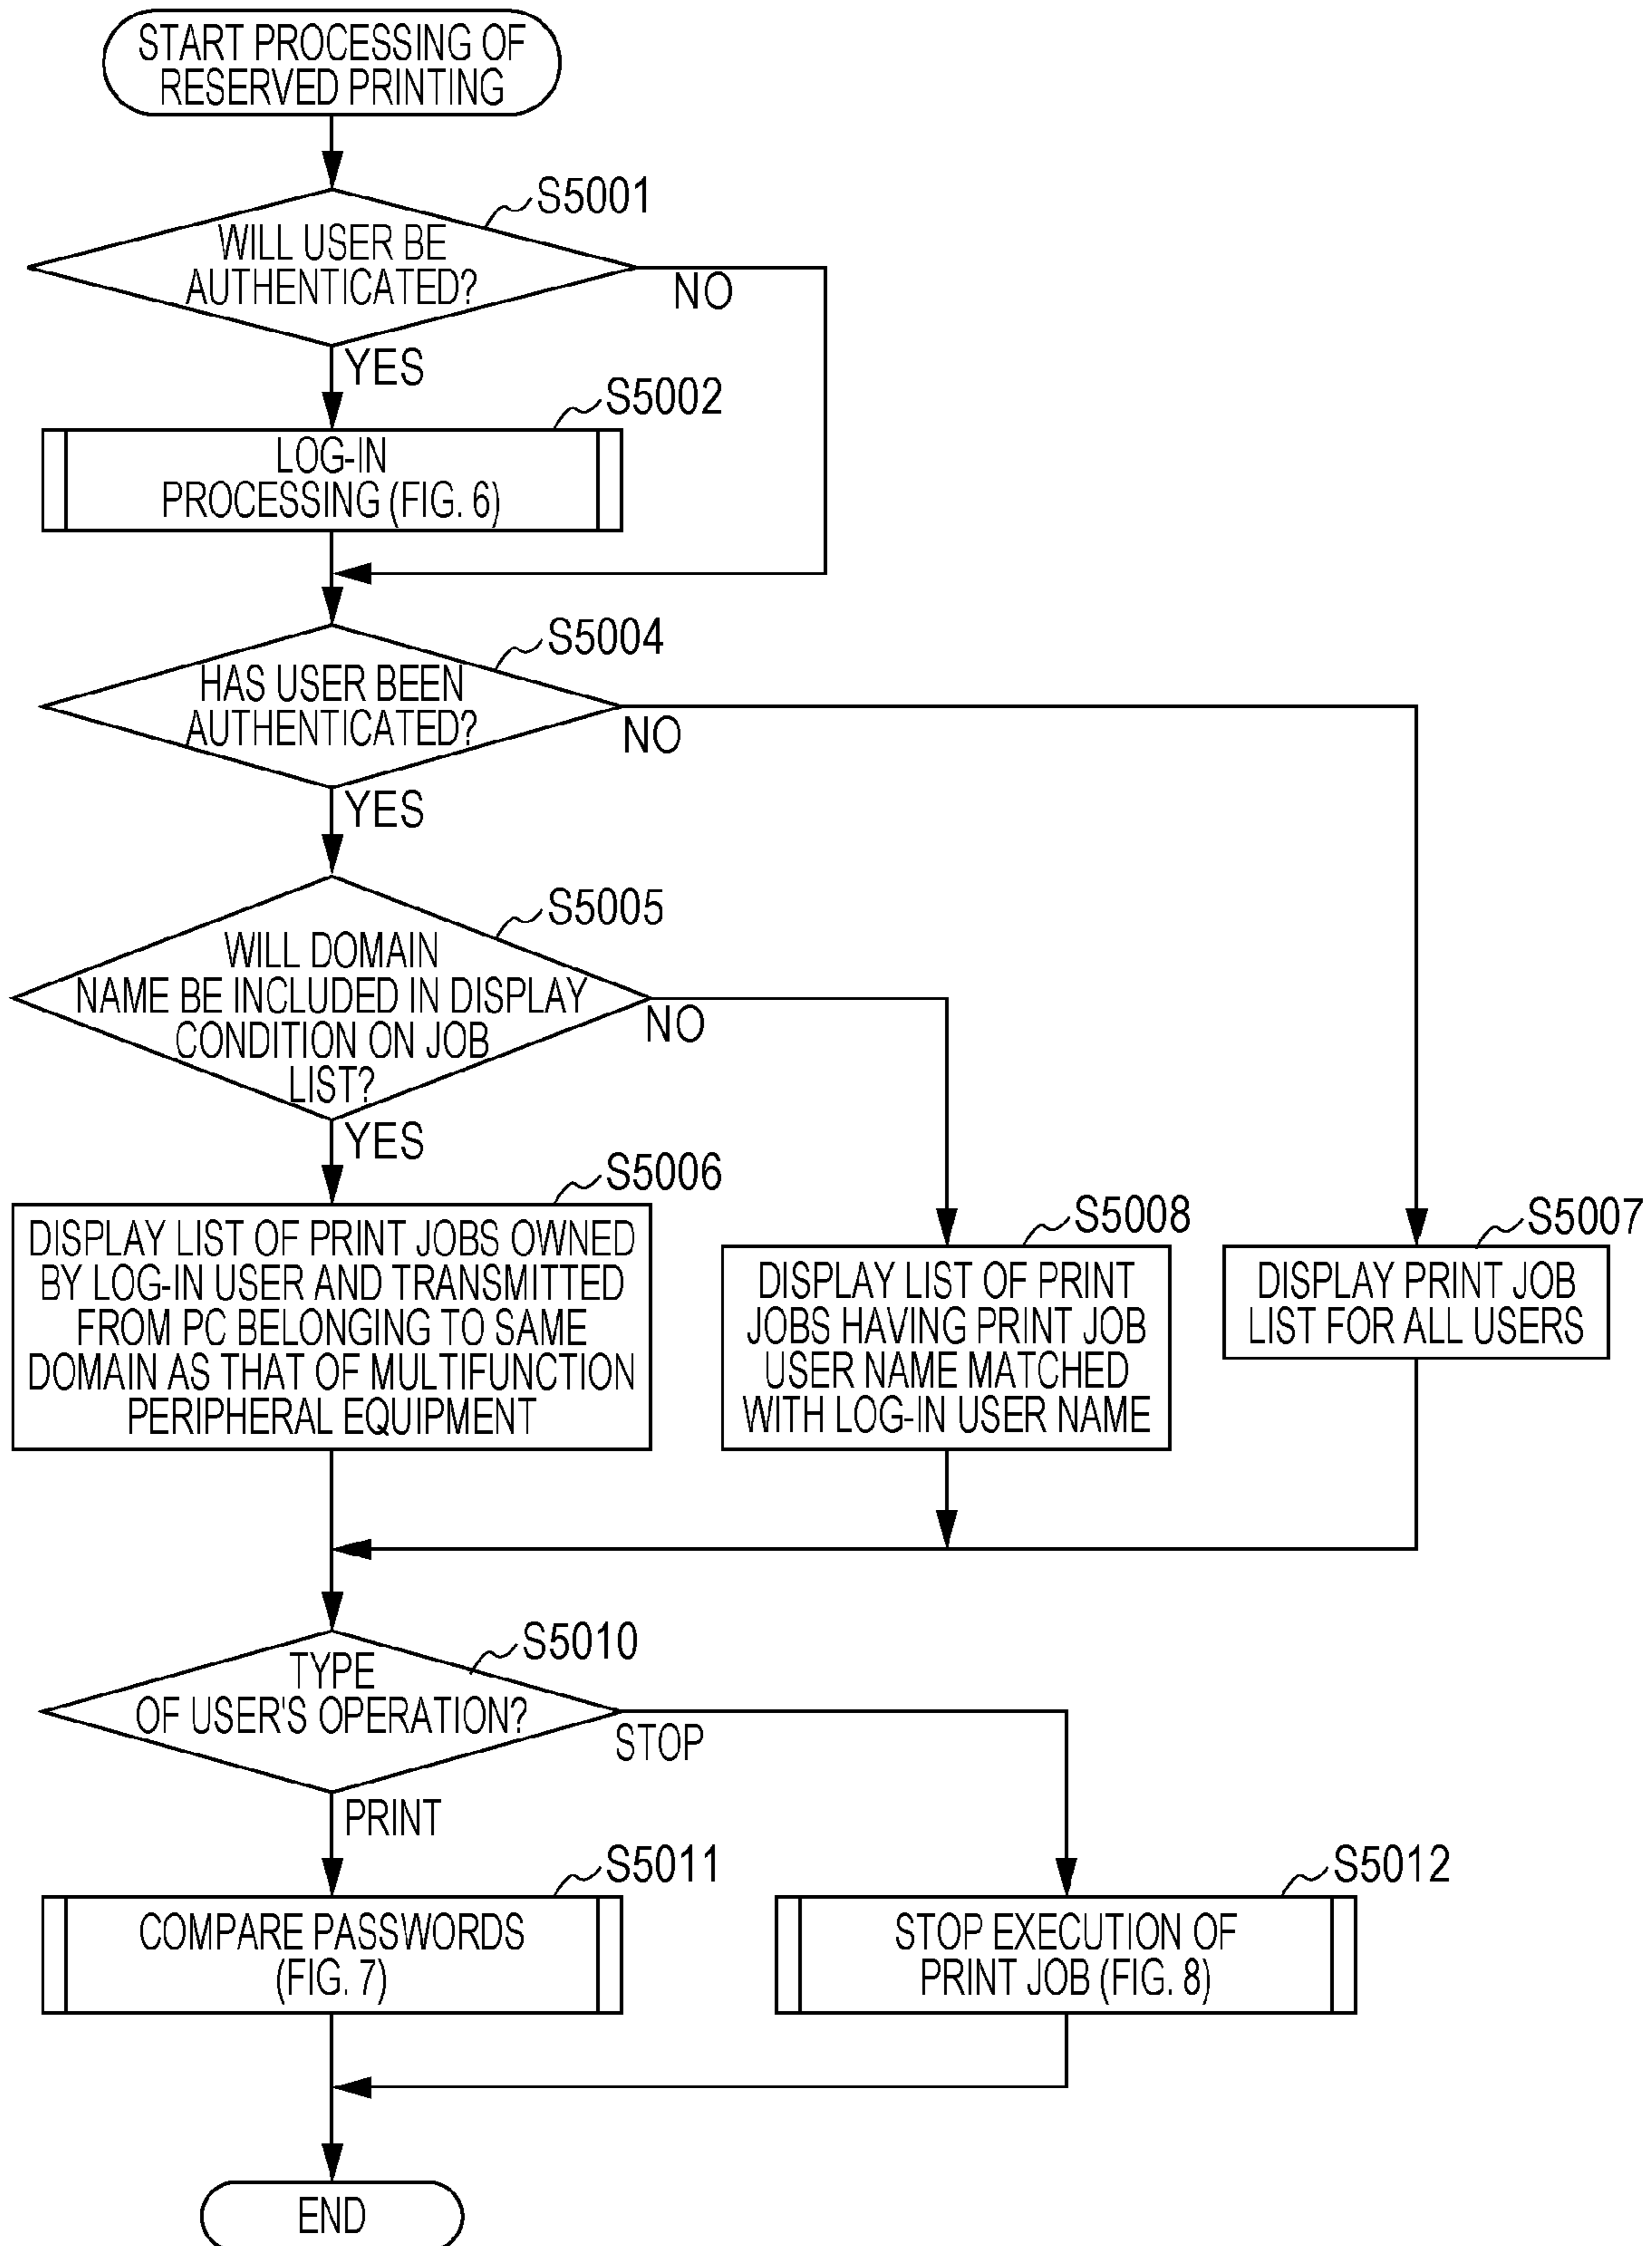 START PROCESSING OF
RESERVED PRINTING
S5001
WILL USER BE
AUTHENTICATED?
NO
YES
S5002
LOG-IN
PROCESSING (FIG. 6)
S5004
HAS USER BEEN
AUTHENTICATED?
NO
YES
S5005
WILL DOMAIN
NAME BE INCLUDED IN DISPLAY
CONDITION ON JOB
LIST?
NO
YES
S5006
DISPLAY LIST OF PRINT JOBS OWNED
BY LOG-IN USER AND TRANSMITTED
FROM PC BELONGING TO SAME
DOMAIN AS THAT OF MULTIFUNCTION
PERIPHERAL EQUIPMENT
S5008
DISPLAY LIST OF PRINT
JOBS HAVING PRINT JOB
USER NAME MATCHED
WITH LOG-IN USER NAME
S5007
DISPLAY PRINT JOB
LIST FOR ALL USERS
S5010
TYPE
OF USER'S OPERATION?
STOP
PRINT
S5011
COMPARE PASSWORDS
(FIG. 7)
S5012
STOP EXECUTION OF
PRINT JOB (FIG. 8)
END